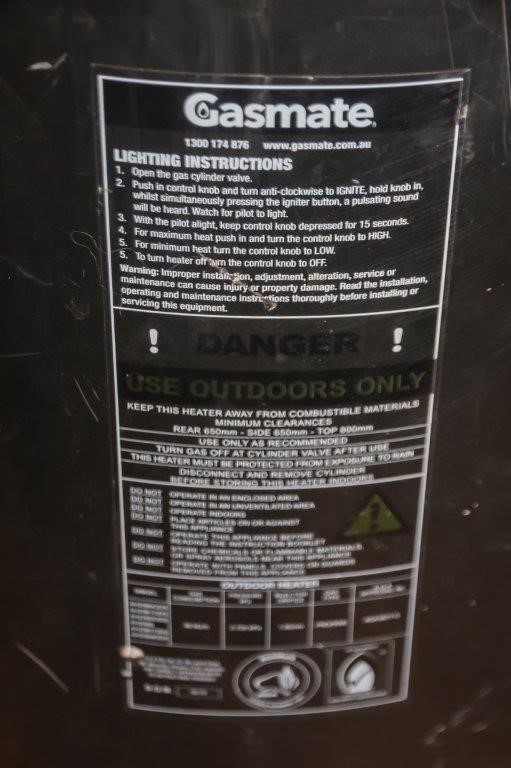 Gasmate
1300 174 876 www.gasmate.com.au
LIGHTING INSTRUCTIONS
1. Open the gas cylinder valve.
2. Push in control knob and turn anti-clockwise to IGNITE, hold knob in,
whilst simultaneously pressing the igniter button, a pulsating sound
will be heard. Watch for pilot to light.
3. With the pilot alight, keep control knob depressed for 15 seconds.
4. For maximum heat push in and turn the control knob to HIGH.
5. For minimum heat turn the control knob to LOW.
5. To turn heater off turn the control knob to OFF.
Warning: Improper installation, adjustment, alteration, service or
maintenance can cause injury or property damage. Read the installation,
operating and maintenance instructions thoroughly before installing or
servicing this equipment.
! DANGER !
USE OUTDOORS ONLY
KEEP THIS HEATER AWAY FROM COMBUSTIBLE MATERIALS
MINIMUM CLEARANCES
REAR 650mm - SIDE 650mm - TOP 800mm
USE ONLY AS RECOMMENDED
TURN GAS OFF AT CYLINDER VALVE AFTER USE
THIS HEATER MUST BE PROTECTED FROM EXPOSURE TO RAIN
DISCONNECT AND REMOVE CYLINDER
BEFORE STORING THIS HEATER INDOORS
DO NOT OPERATE IN AN ENCLOSED AREA
DO NOT OPERATE IN AN UNVENTILATED AREA
DO NOT OPERATE INDOORS
DO NOT PLACE ARTICLES ON OR AGAINST
THIS APPLIANCE
DO NOT OPERATE THIS APPLIANCE BEFORE
READING THE INSTRUCTION BOOKLET
DO NOT STORE CHEMICALS OR FLAMMABLE MATERIALS
OR SPRAY AEROSOLS NEAR THIS APPLIANCE
DO NOT OPERATE WITH PANELS, COVERS OR GUARDS
REMOVED FROM THIS APPLIANCE
OUTDOOR HEATER